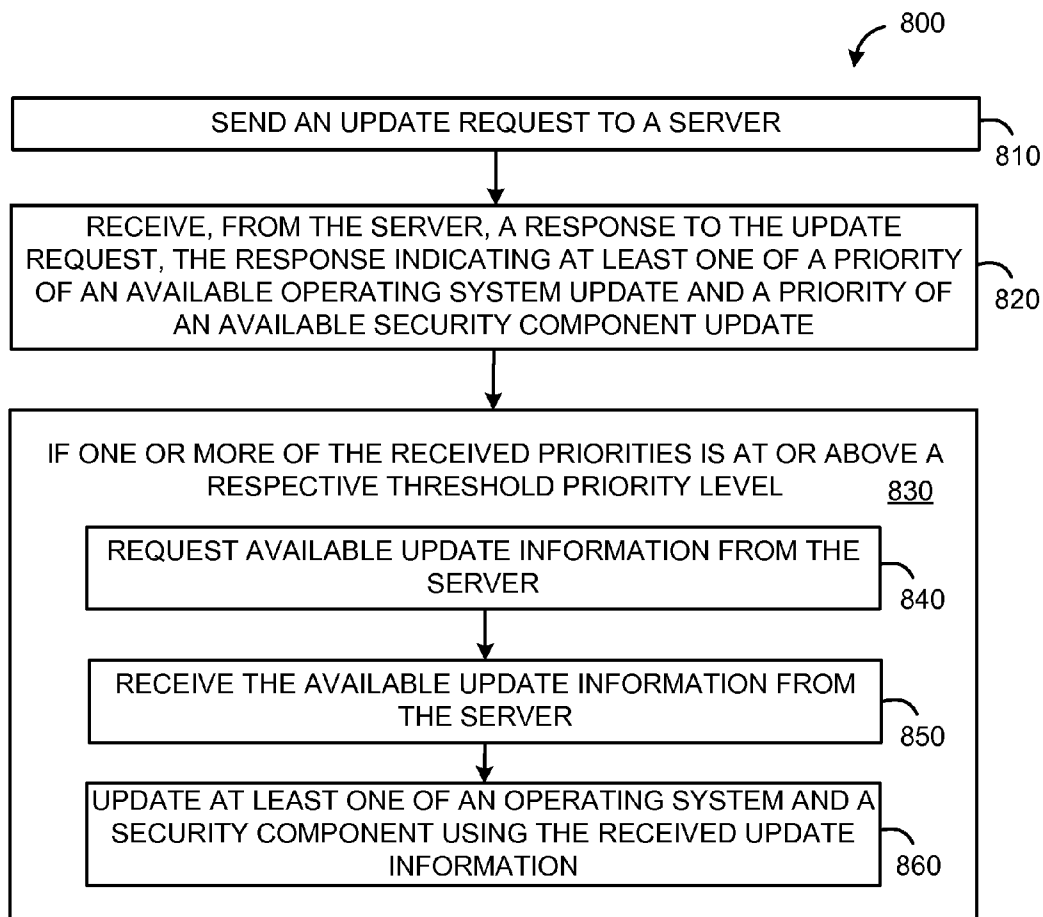 800
SEND AN UPDATE REQUEST TO A SERVER
810
RECEIVE, FROM THE SERVER, A RESPONSE TO THE UPDATE
REQUEST, THE RESPONSE INDICATING AT LEAST ONE OF A PRIORITY
OF AN AVAILABLE OPERATING SYSTEM UPDATE AND A PRIORITY OF
AN AVAILABLE SECURITY COMPONENT UPDATE
820
IF ONE OR MORE OF THE RECEIVED PRIORITIES IS AT OR ABOVE A
RESPECTIVE THRESHOLD PRIORITY LEVEL
830
REQUEST AVAILABLE UPDATE INFORMATION FROM THE
SERVER
840
RECEIVE THE AVAILABLE UPDATE INFORMATION FROM
THE SERVER
850
UPDATE AT LEAST ONE OF AN OPERATING SYSTEM AND A
SECURITY COMPONENT USING THE RECEIVED UPDATE
INFORMATION
860